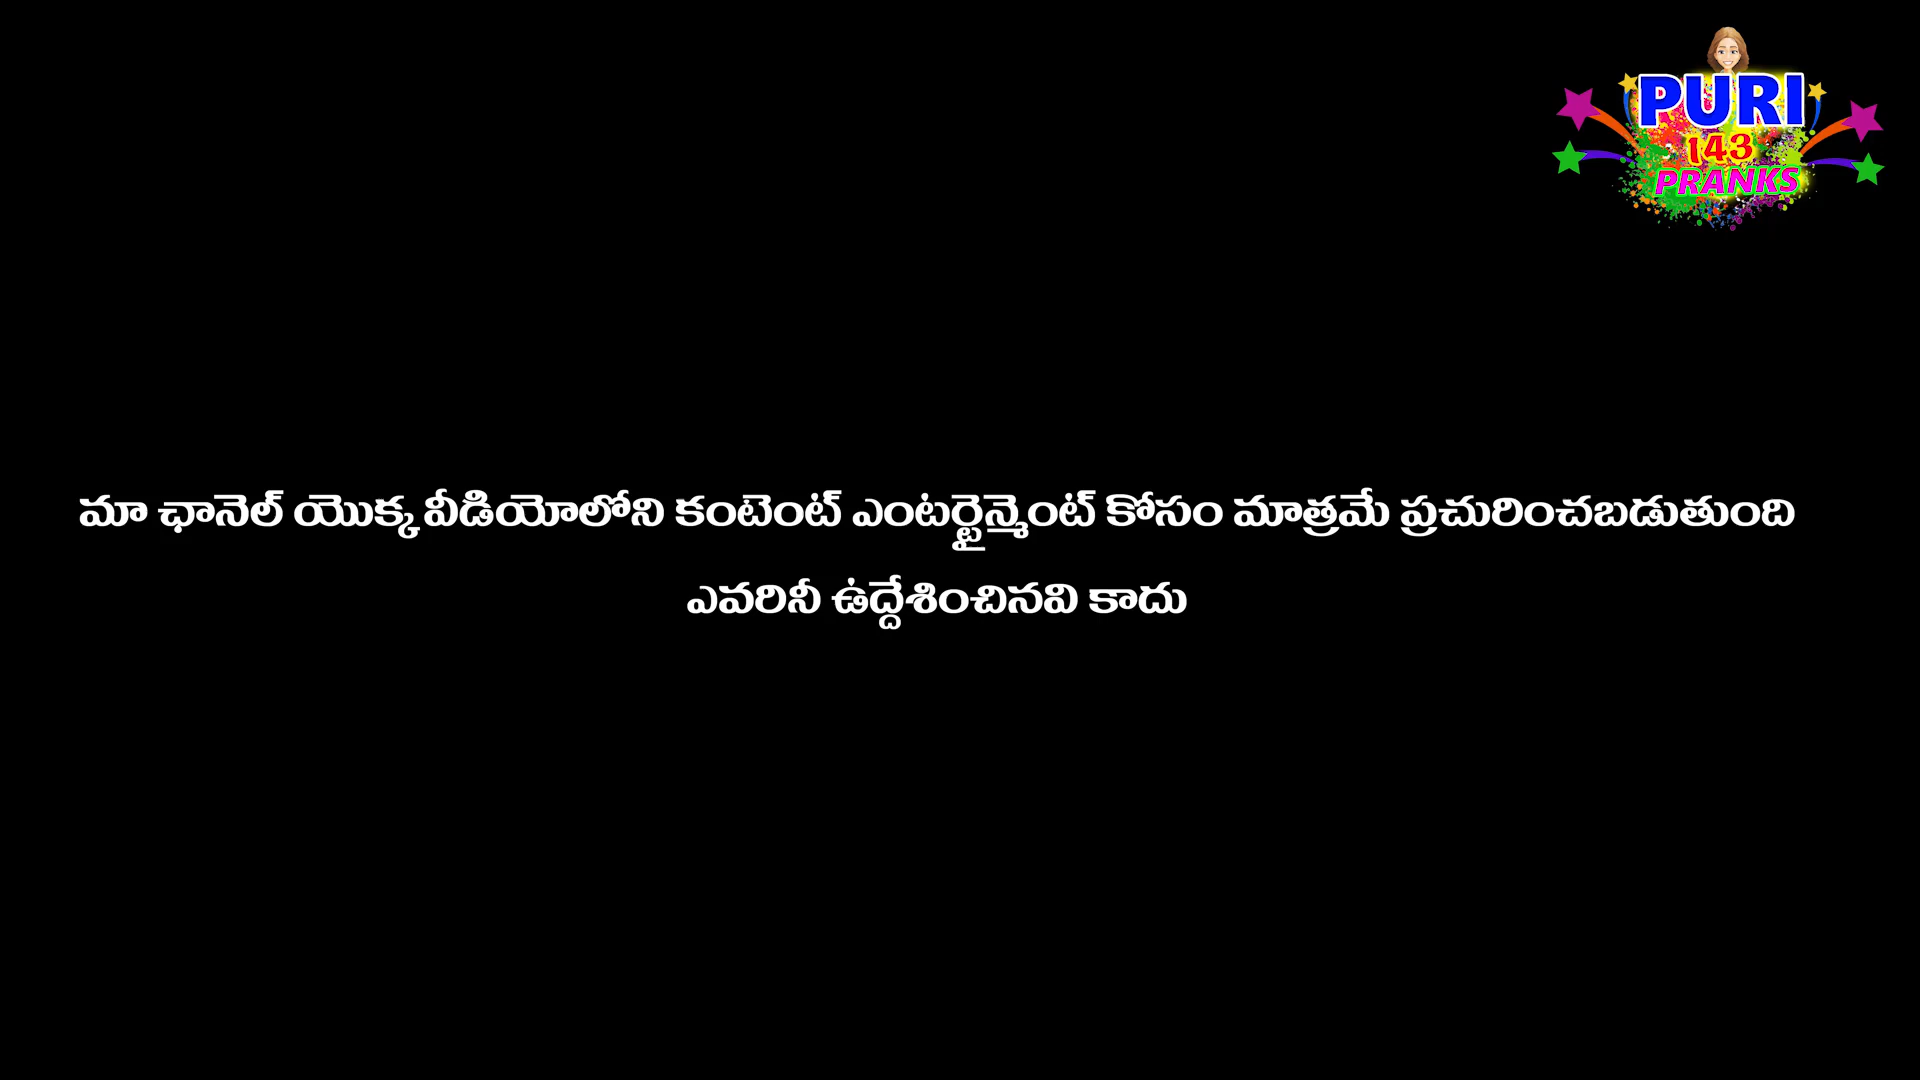 PURI
143
PRANKS
మా ఛానెల్ యొక్క వీడియోలోని కంటెంట్ ఎంటర్టైన్మెంట్ కోసం మాత్రమే ప్రచురించబడుతుంది
ఎవరినీ ఉద్దేశించినవి కాదు